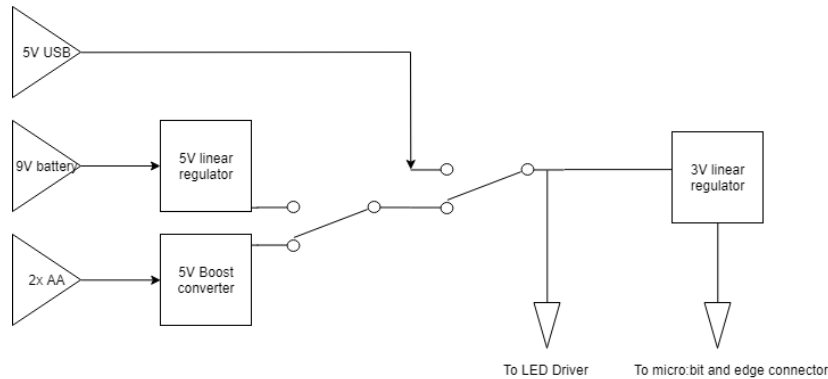 5V USB
9V battery
5V linear
regulator
3V linear
regulator
2x AA
5V Boost
converter
To LED Driver
To micro:bit and edge connector